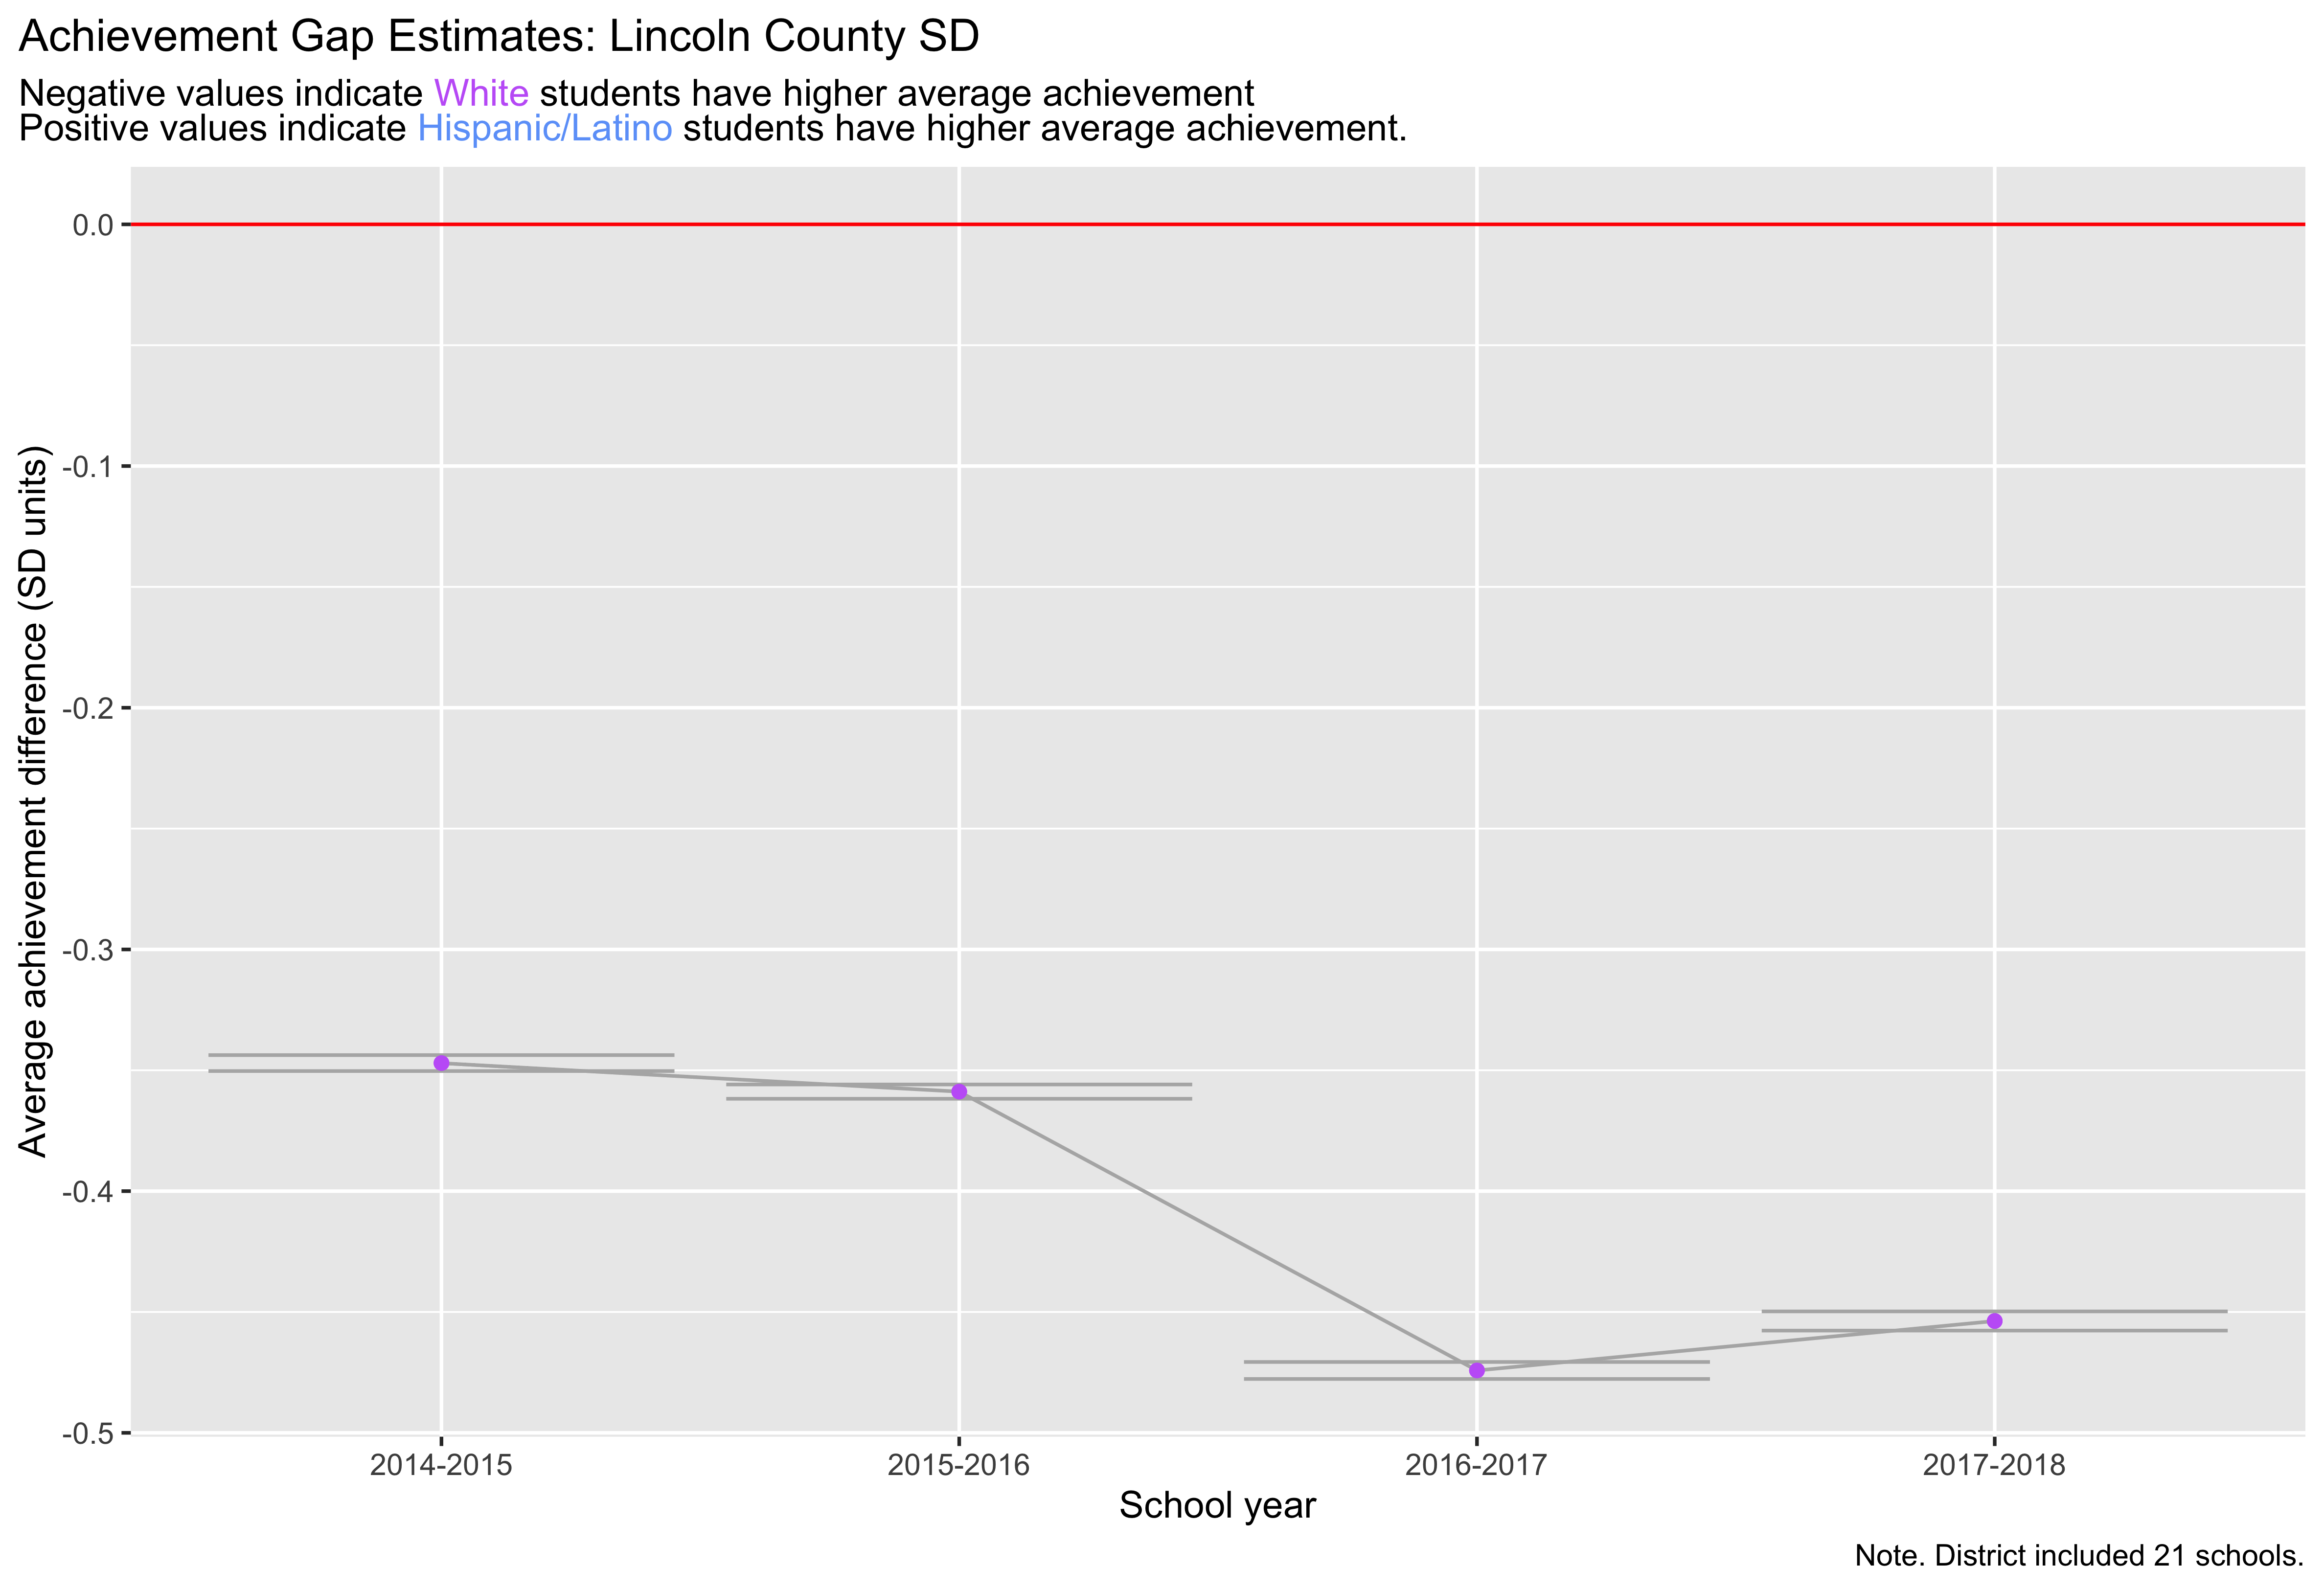 Achievement Gap Estimates: Lincoln County SD
Negative values indicate White students have higher average achievement
Positive values indicate Hispanic/Latino students have higher average achievement.
Average achievement difference (SD units)
0.0
-0.1
-0.2
-0.3
-0.4
-0.5
2014-2015
2015-2016
2016-2017
2017-2018
School year
Note. District included 21 schools.